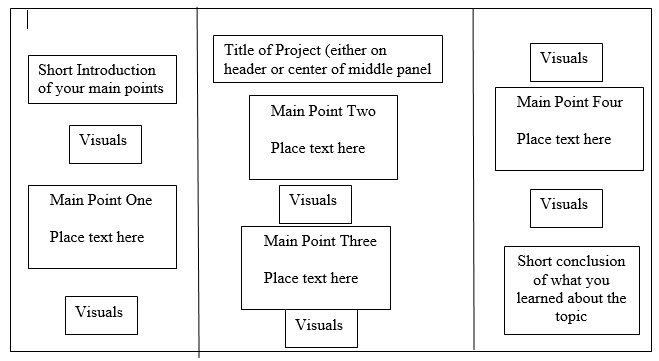 Short Introduction
of your main points
Visuals
Main Point One
Place text here
Visuals
Title of Project (either on
header or center of middle panel
Main Point Two
Place text here
Visuals
Main Point Three
Place text here
Visuals
Visuals
Main Point Four
Place text here
Visuals
Short conclusion
of what you
learned about the
topic